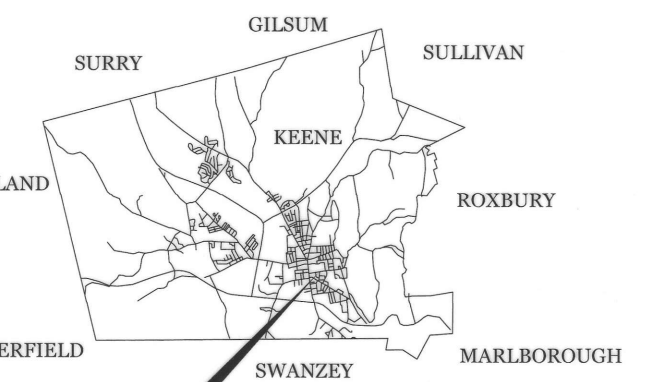 GILSUM
SULLIVAN
SURRY
KEENE
LAND
ROXBURY
ERFIELD
MARLBOROUGH
SWANZEY